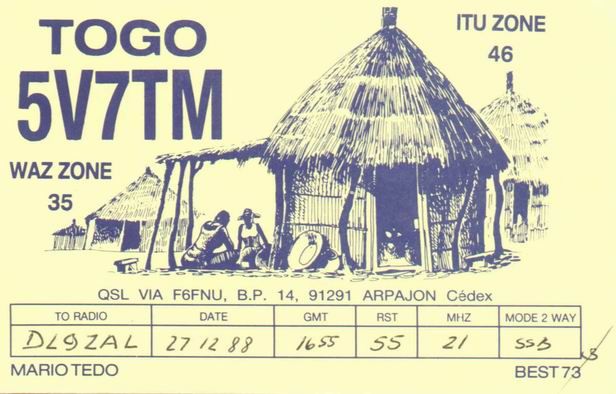 TOGO
5V7TM
ITU ZONE
46
WAZ ZONE
35
QSL VIA F6FNU, B.P. 14, 91291 ARPAJON Cédex
TO RADIO DATE GMT RST MHZ MODE 2 WAY
DL9ZAL 27 12 88 1655 55 21 SSB
MARIO TEDO BEST 73